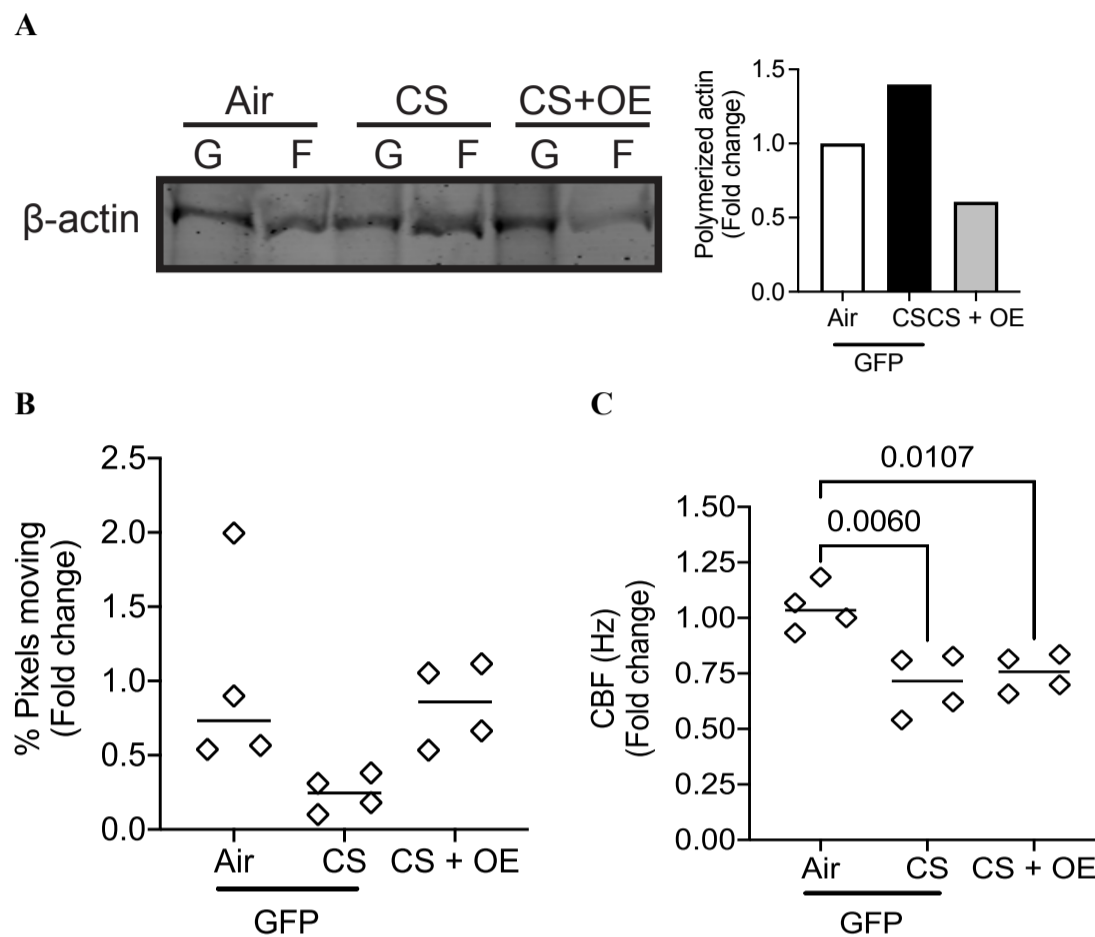 A
Air CS CS+OE
G F G F G F
β-actin
Polymerized actin
(Fold change)
1.5
1.0
0.5
0.0
Air CS CS + OE
GFP
B
% Pixels moving
(Fold change)
2.5
2.0
1.5
1.0
0.5
0.0
Air CS CS + OE
GFP
C
CBF (Hz)
(Fold change)
0.0107
0.0060
1.50
1.25
1.00
0.75
0.50
0.25
0.00
Air CS CS + OE
GFP